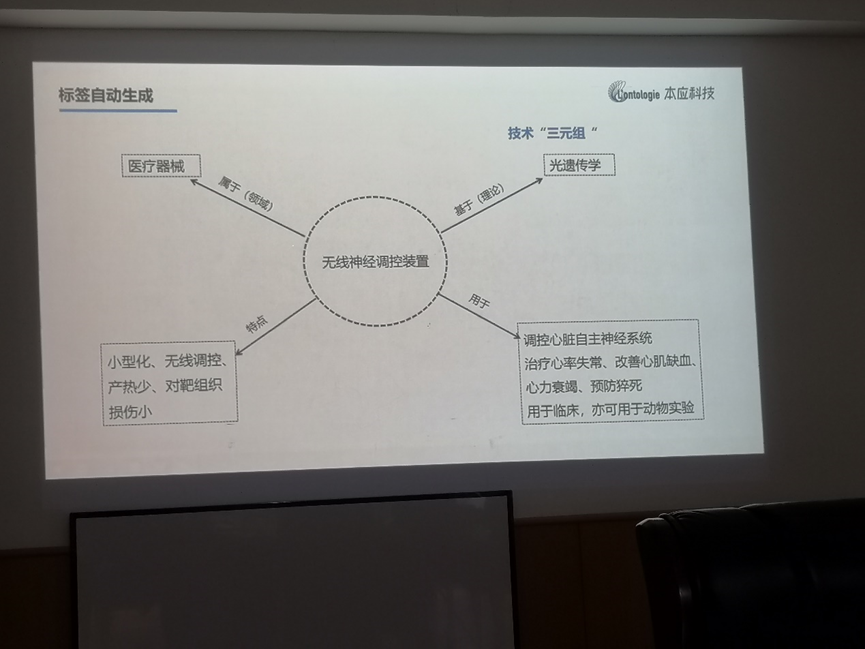 标签自动生成
L'ontologie 本应科技
技术“三元组“
医疗器械
光遗传学
属于（领域）
基于（理论）
无线神经调控装置
特点
用于
小型化、无线调控、
产热少、对靶组织
损伤小
调控心脏自主神经系统
治疗心率失常、改善心肌缺血、
心力衰竭、预防猝死
用于临床，亦可用于动物实验